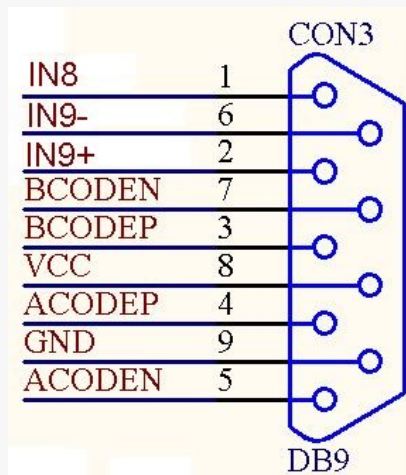 CON3
IN8 1
IN9- 6
IN9+ 2
BCODEN 7
BCODEP 3
VCC 8
ACODEP 4
GND 9
ACODEN 5
DB9